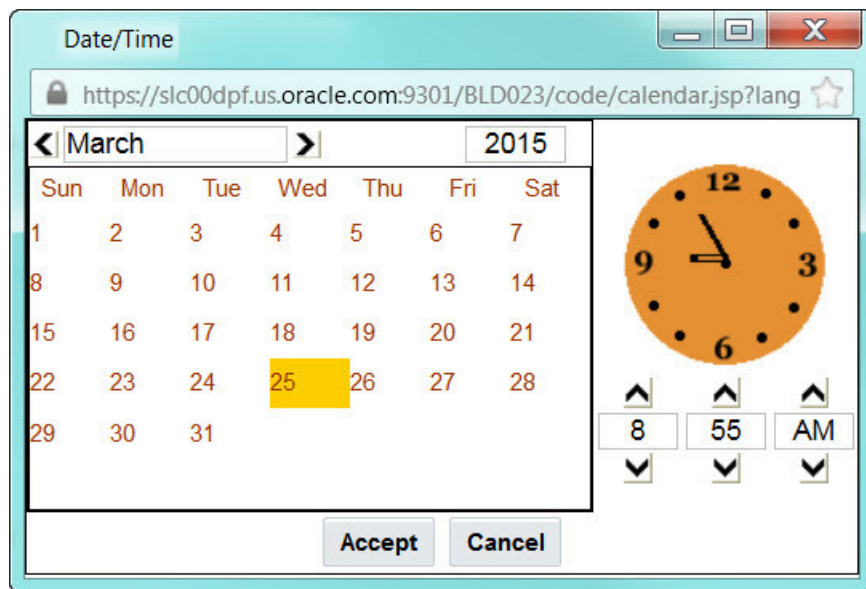 Date/Time
https://slc00dpf.us.oracle.com:9301/BLD023/code/calendar.jsp?lang
March 2015
Sun Mon Tue Wed Thu Fri Sat
1 2 3 4 5 6 7
8 9 10 11 12 13 14
15 16 17 18 19 20 21
22 23 24 25 26 27 28
29 30 31
12
9 3
6
8 55 AM
Accept Cancel